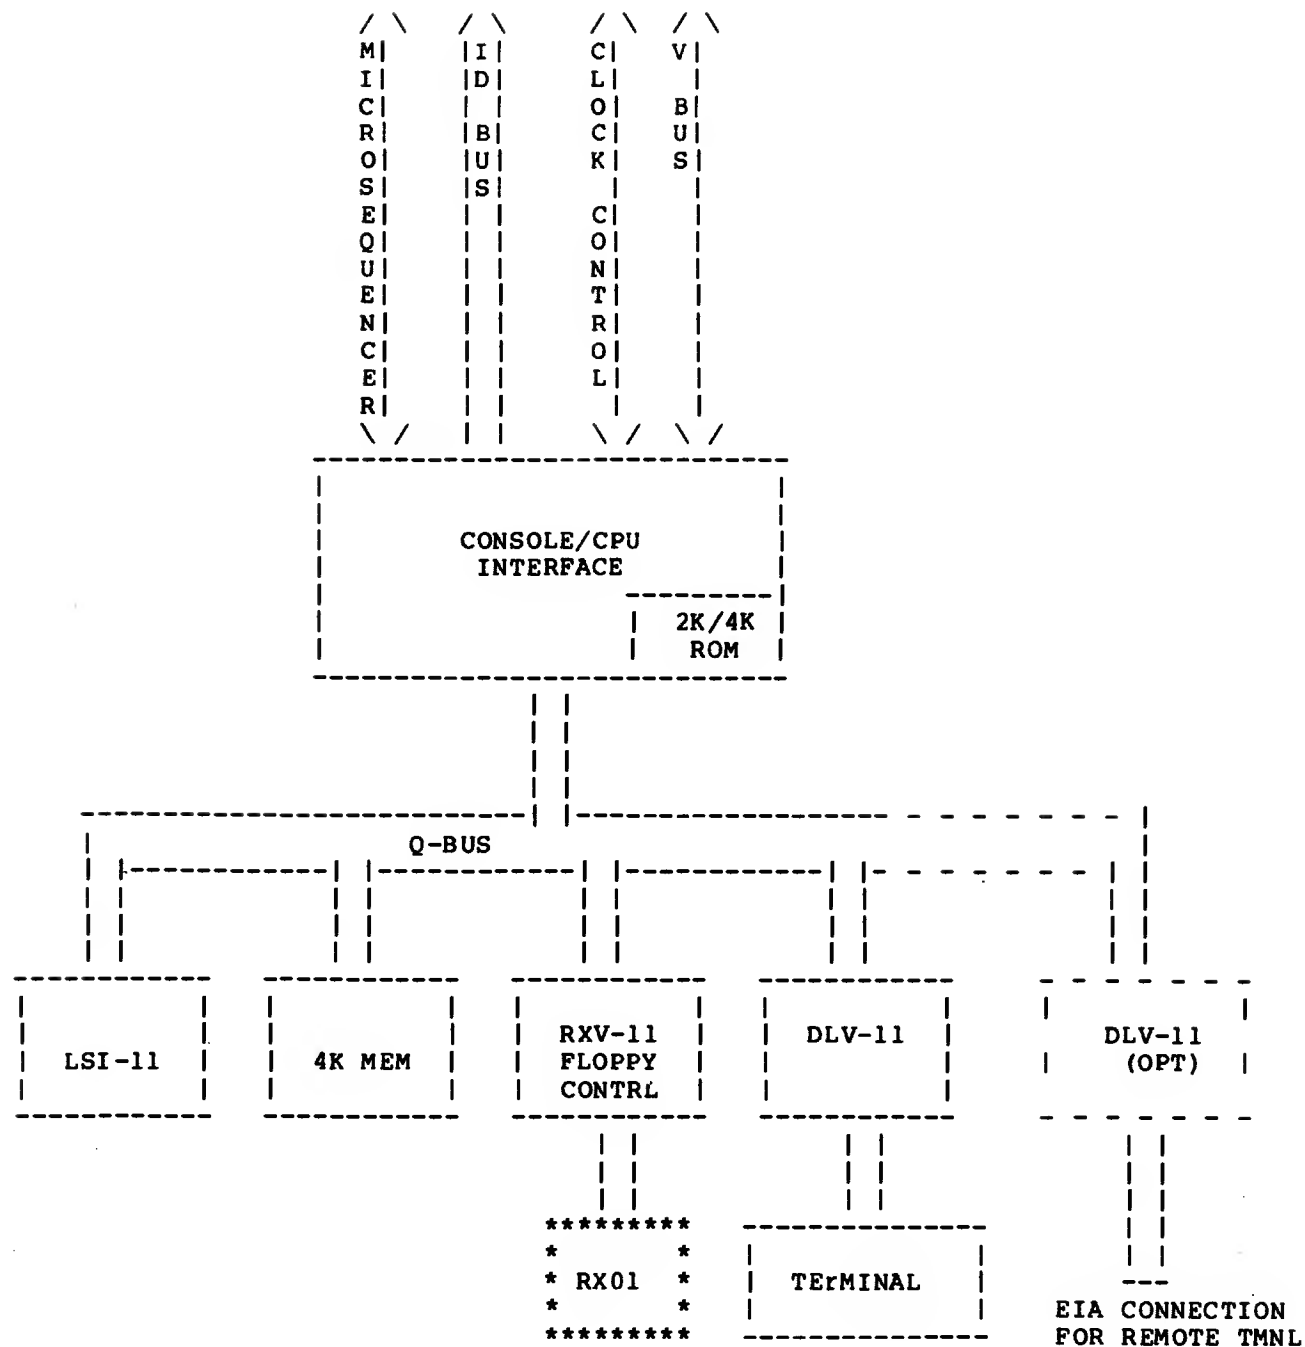 MICROSEQUENCER
ID BUS
CLOCK CONTROL
V BUS
CONSOLE/CPU
INTERFACE
2K/4K
ROM
Q-BUS
LSI-11
4K MEM
RXV-11
FLOPPY
CONTRL
DLV-11
DLV-11
(OPT)
RX01
TErMINAL
EIA CONNECTION
FOR REMOTE TMNL